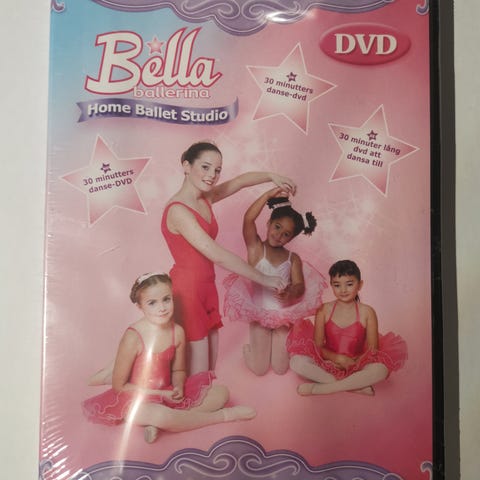 Bella
ballerina
Home Ballet Studio
DVD
30 minutters
danse-dvd
30 minuter lång
dvd att
dansa till
30 minutters
danse-DVD